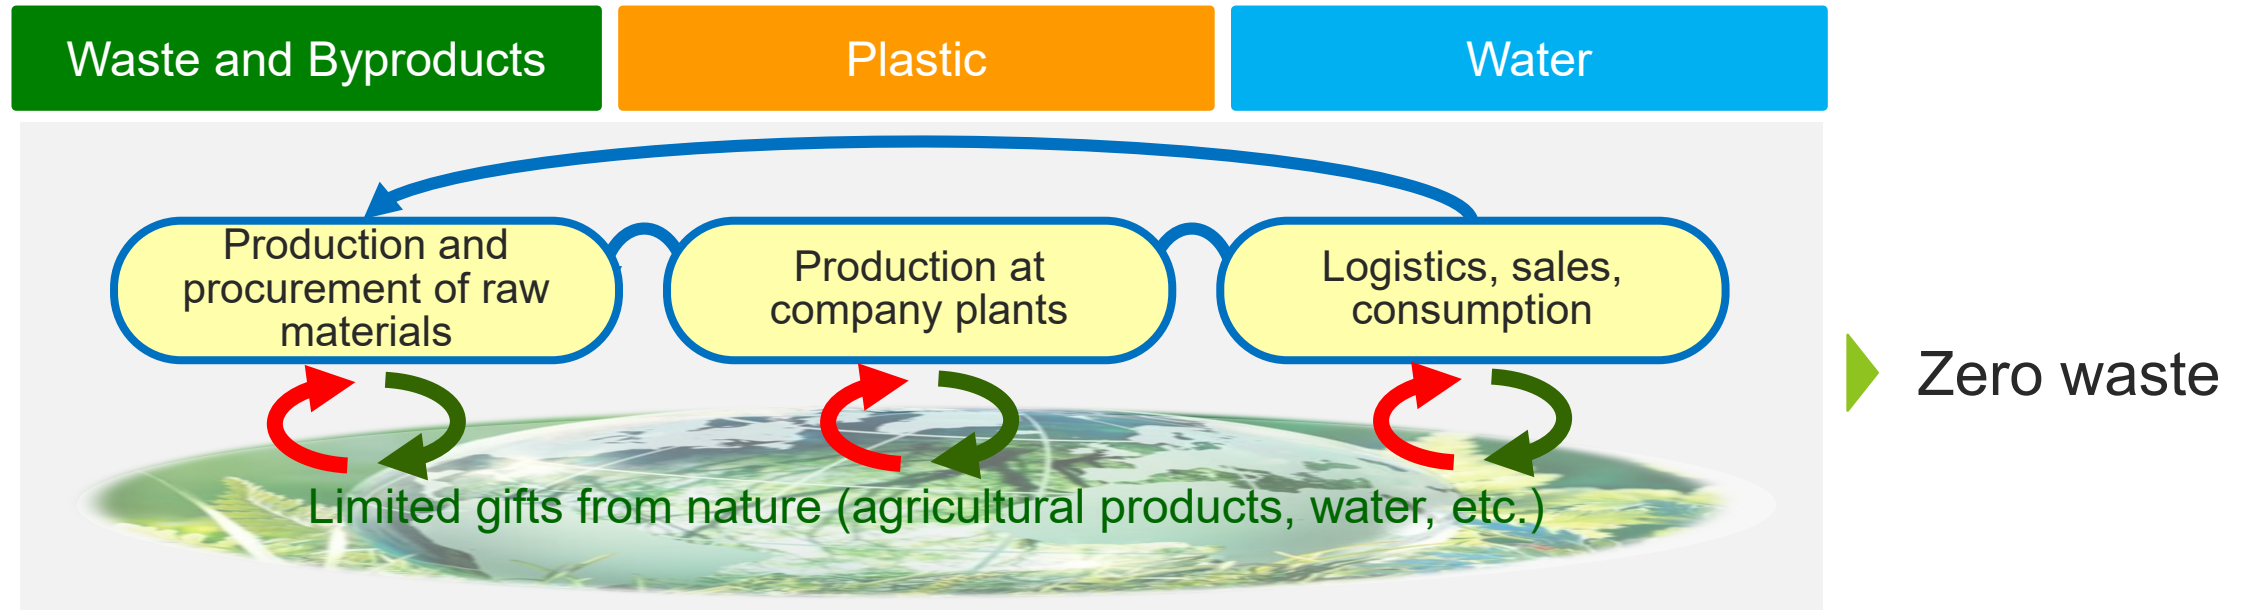 Waste and Byproducts
Plastic
Water
Production and
procurement of raw
materials
Production at
company plants
Logistics, sales,
consumption
Zero waste
Limited gifts from nature (agricultural products, water, etc.)